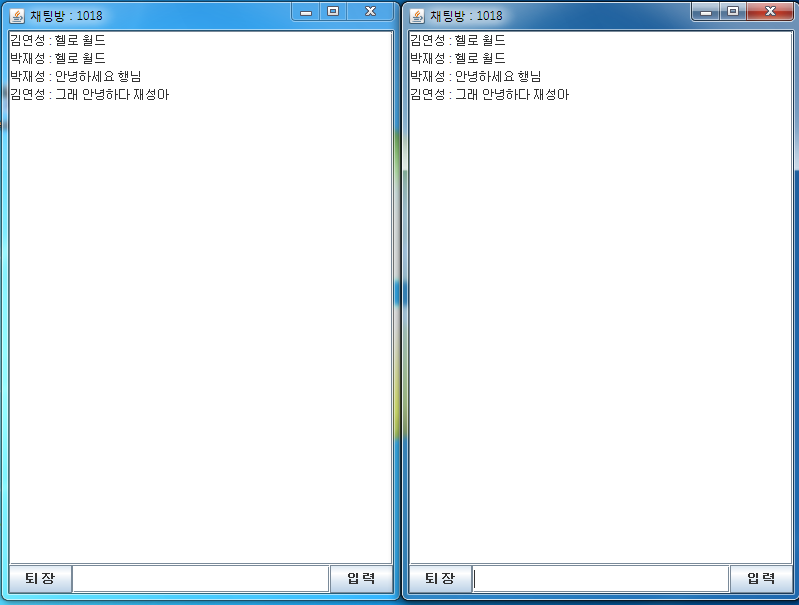 채팅방 : 1018
김연성 : 헬로 월드
박재성 : 헬로 월드
박재성 : 안녕하세요 행님
김연성 : 그래 안녕하다 재성아
퇴 장
입 력
채팅방 : 1018
김연성 : 헬로 월드
박재성 : 헬로 월드
박재성 : 안녕하세요 행님
김연성 : 그래 안녕하다 재성아
퇴 장
입 력